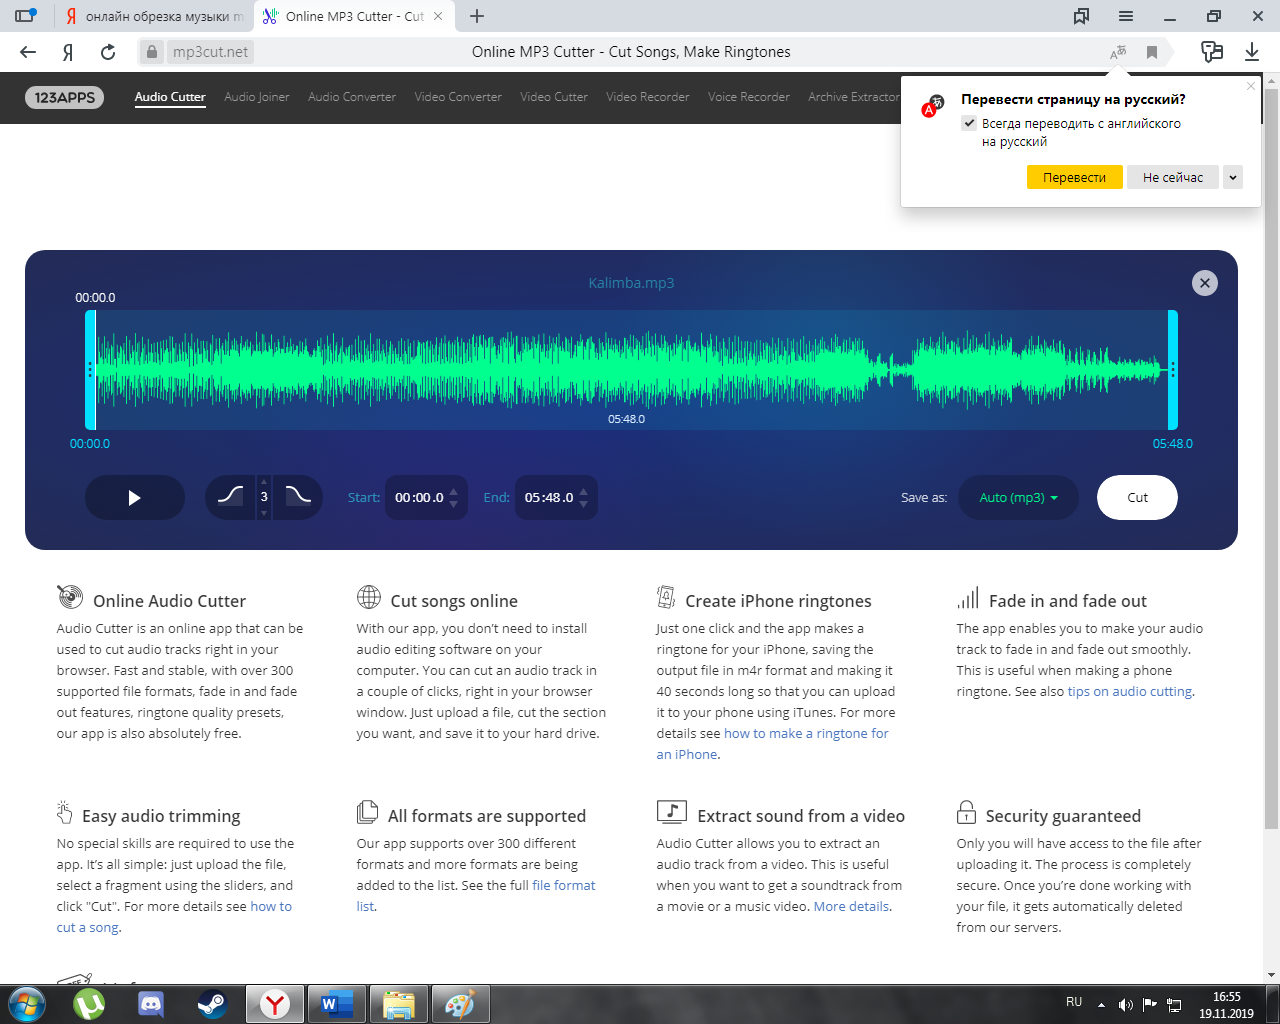 онлайн обрезка музыки m
Online MP3 Cutter - Cut
mp3cut.net
Online MP3 Cutter - Cut Songs, Make Ringtones
123APPS
Audio Cutter
Audio Joiner
Audio Converter
Video Converter
Video Cutter
Video Recorder
Voice Recorder
Archive Extractor
Перевести страницу на русский?
Всегда переводить с английского
на русский
Перевести
Не сейчас
Kalimba.mp3
00:00.0
05:48.0
00:00.0
05:48.0
3
Start:
00:00.0
End:
05:48.0
Save as:
Auto (mp3)
Cut
Online Audio Cutter
Audio Cutter is an online app that can be
used to cut audio tracks right in your
browser. Fast and stable, with over 300
supported file formats, fade in and fade
out features, ringtone quality presets,
our app is also absolutely free.
Cut songs online
With our app, you don't need to install
audio editing software on your
computer. You can cut an audio track in
a couple of clicks, right in your browser
window. Just upload a file, cut the section
you want, and save it to your hard drive.
Create iPhone ringtones
Just one click and the app makes a
ringtone for your iPhone, saving the
output file in m4r format and making it
40 seconds long so that you can upload
it to your phone using iTunes. For more
details see how to make a ringtone for
an iPhone.
Fade in and fade out
The app enables you to make your audio
track to fade in and fade out smoothly.
This is useful when making a phone
ringtone. See also tips on audio cutting.
Easy audio trimming
No special skills are required to use the
app. It's all simple: just upload the file,
select a fragment using the sliders, and
click "Cut". For more details see how to
cut a song.
All formats are supported
Our app supports over 300 different
formats and more formats are being
added to the list. See the full file format
list.
Extract sound from a video
Audio Cutter allows you to extract an
audio track from a video. This is useful
when you want to get a soundtrack from
a movie or a music video. More details.
Security guaranteed
Only you will have access to the file after
uploading it. The process is completely
secure. Once you're done working with
your file, it gets automatically deleted
from our servers.
RU
16:55
19.11.2019